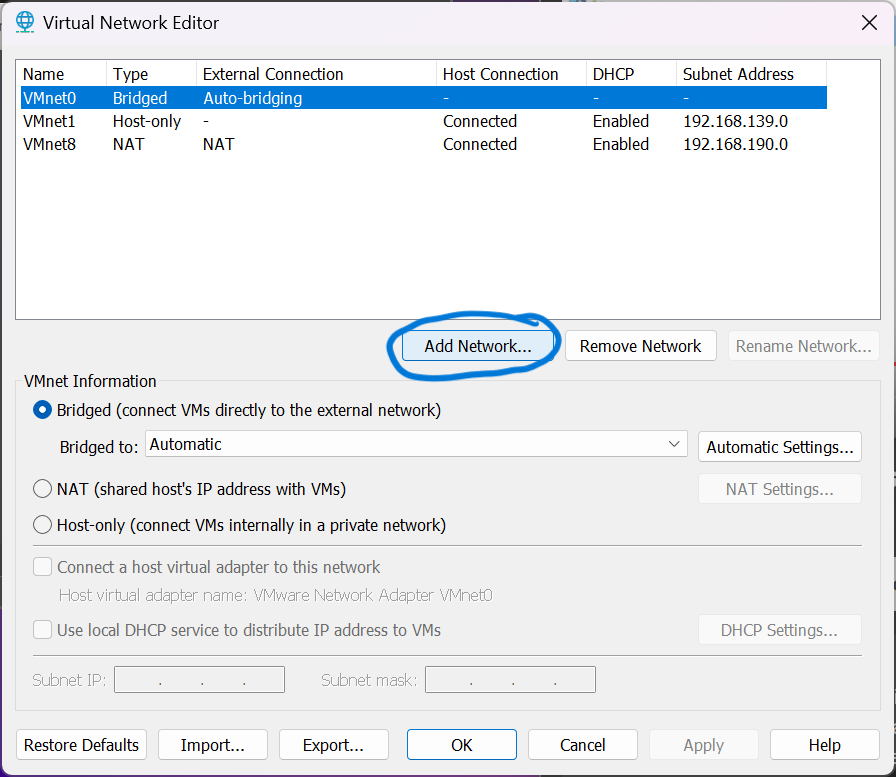 Virtual Network Editor
Name Type External Connection Host Connection DHCP Subnet Address
VMnet0 Bridged Auto-bridging - - -
VMnet1 Host-only - Connected Enabled 192.168.139.0
VMnet8 NAT NAT Connected Enabled 192.168.190.0
Add Network... Remove Network Rename Network...
VMnet Information
Bridged (connect VMs directly to the external network)
Bridged to: Automatic Automatic Settings...
NAT (shared host's IP address with VMs) NAT Settings...
Host-only (connect VMs internally in a private network)
Connect a host virtual adapter to this network
Host virtual adapter name: VMware Network Adapter VMnet0
Use local DHCP service to distribute IP address to VMs DHCP Settings...
Subnet IP: . . . Subnet mask: . . .
Restore Defaults Import... Export... OK Cancel Apply Help